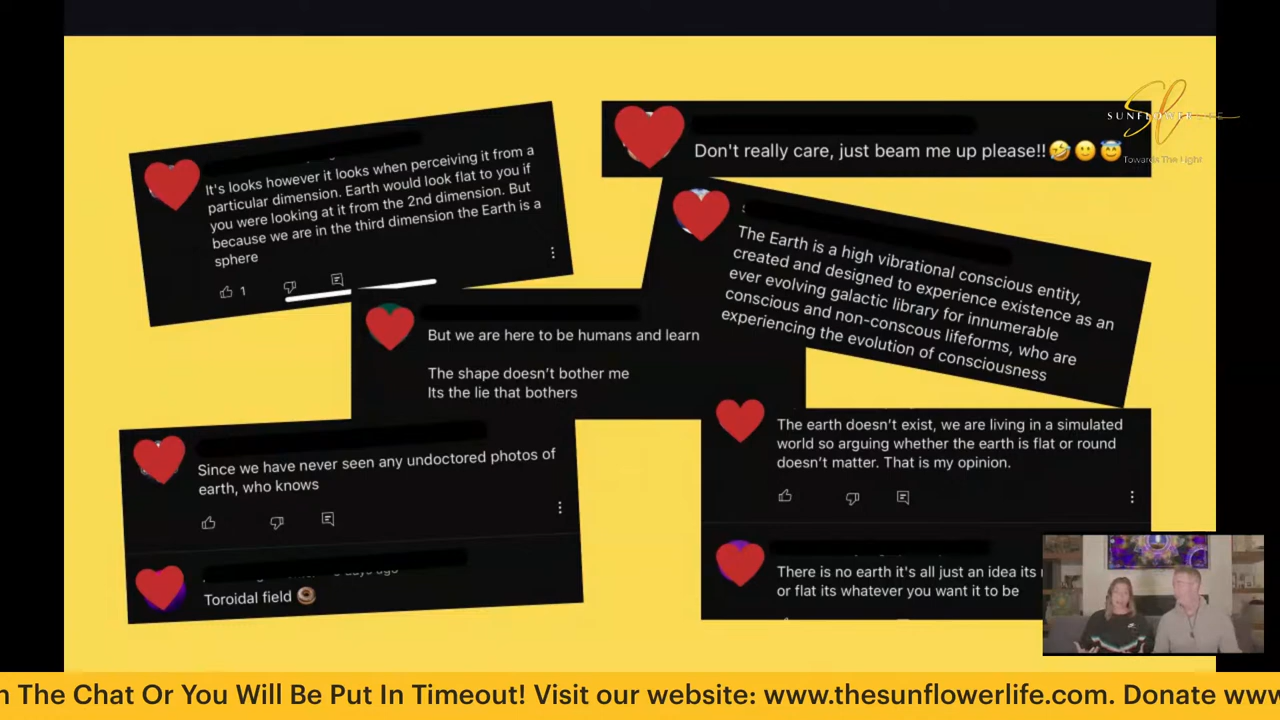 It's looks however it looks when perceiving it from a
particular dimension. Earth would look flat to you if
you were looking at it from the 2nd dimension. But
because we are in the third dimension the Earth is a
sphere
1
Don't really care, just beam me up please!!🤣🙂😇
SUNFLOWER LIFE
Towards The Light
The Earth is a high vibrational conscious entity,
created and designed to experience existence as an
ever evolving galactic library for innumerable
conscious and non-conscous lifeforms, who are
experiencing the evolution of consciousness
But we are here to be humans and learn
The shape doesn't bother me
Its the lie that bothers
Since we have never seen any undoctored photos of
earth, who knows
days ago
Toroidal field 🍩
The earth doesn't exist, we are living in a simulated
world so arguing whether the earth is flat or round
doesn't matter. That is my opinion.
There is no earth it's all just an idea its
or flat its whatever you want it to be
n The Chat Or You Will Be Put In Timeout! Visit our website: www.thesunflowerlife.com. Donate www